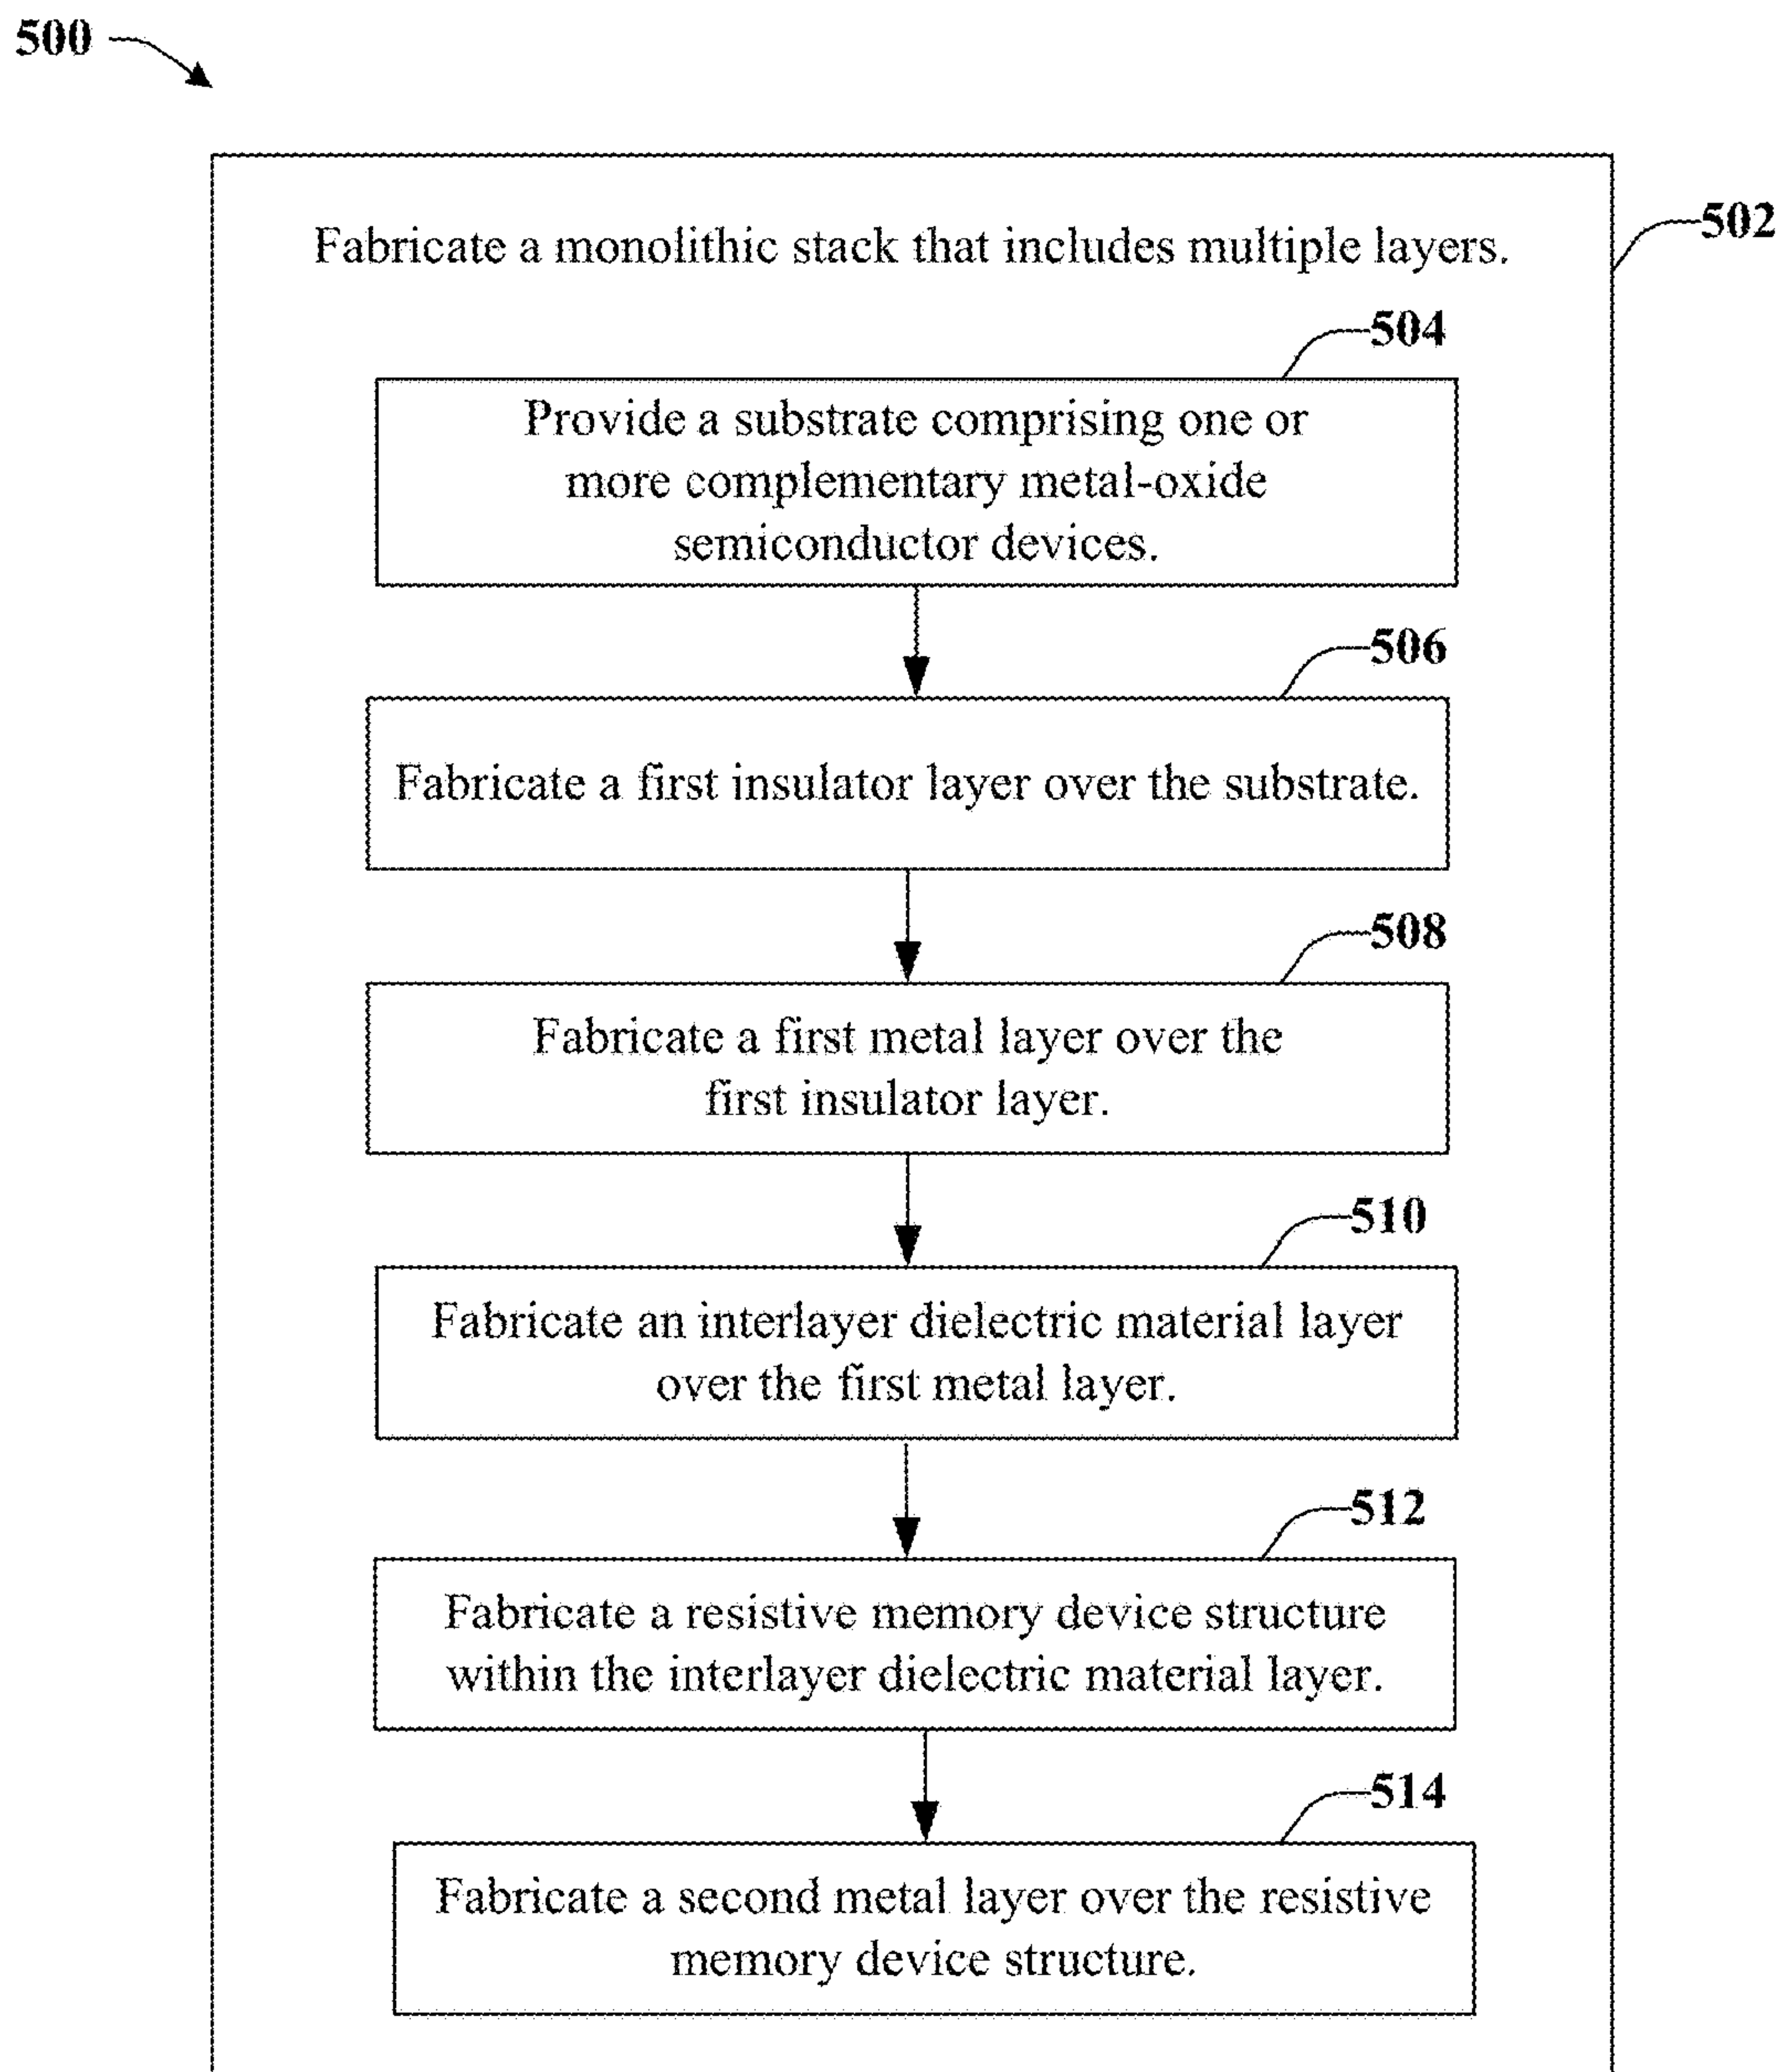 500
Fabricate a monolithic stack that includes multiple layers.
502
504
Provide a substrate comprising one or
more complementary metal-oxide
semiconductor devices.
506
Fabricate a first insulator layer over the substrate.
508
Fabricate a first metal layer over the
first insulator layer.
510
Fabricate an interlayer dielectric material layer
over the first metal layer.
512
Fabricate a resistive memory device structure
within the interlayer dielectric material layer.
514
Fabricate a second metal layer over the resistive
memory device structure.